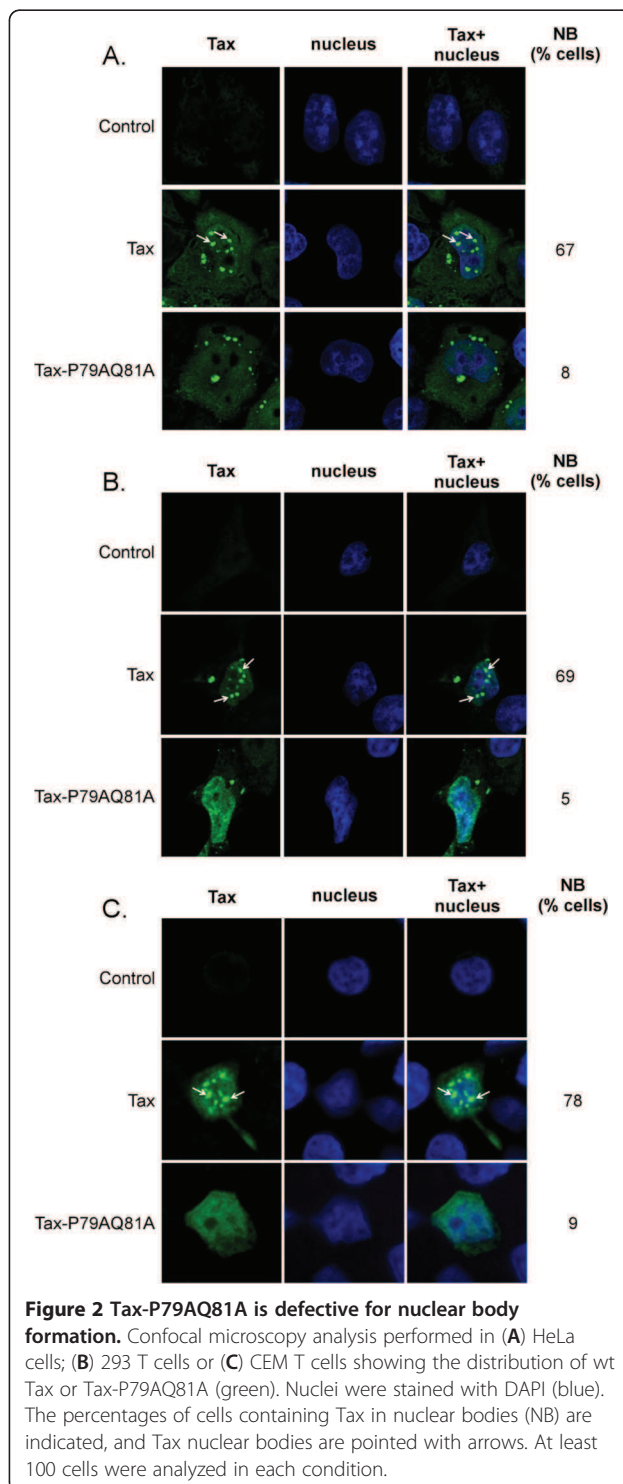 A.
Tax nucleus Tax+ nucleus NB (% cells)
Control
Tax 67
Tax-P79AQ81A 8
B.
Tax nucleus Tax+ nucleus NB (% cells)
Control
Tax 69
Tax-P79AQ81A 5
C.
Tax nucleus Tax+ nucleus NB (% cells)
Control
Tax 78
Tax-P79AQ81A 9
Figure 2 Tax-P79AQ81A is defective for nuclear body
formation. Confocal microscopy analysis performed in (A) HeLa
cells; (B) 293 T cells or (C) CEM T cells showing the distribution of wt
Tax or Tax-P79AQ81A (green). Nuclei were stained with DAPI (blue).
The percentages of cells containing Tax in nuclear bodies (NB) are
indicated, and Tax nuclear bodies are pointed with arrows. At least
100 cells were analyzed in each condition.